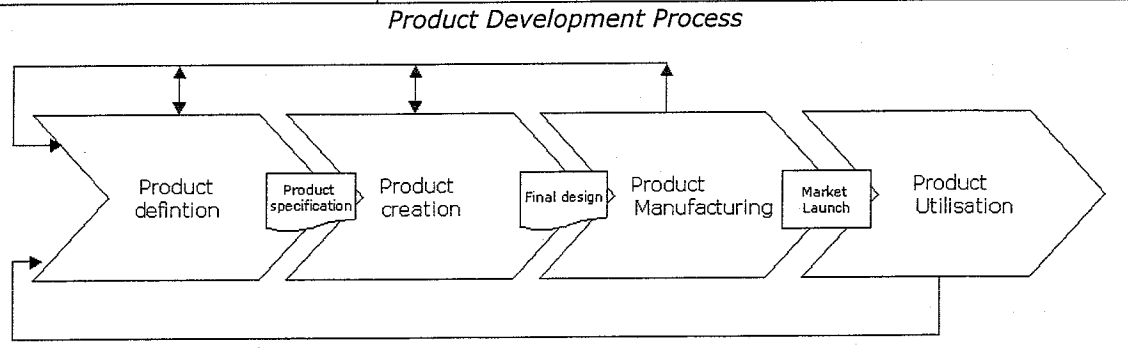 Product Development Process
Product
defintion
Product
specification
Product
creation
Final design
Product
Manufacturing
Market
Launch
Product
Utilisation